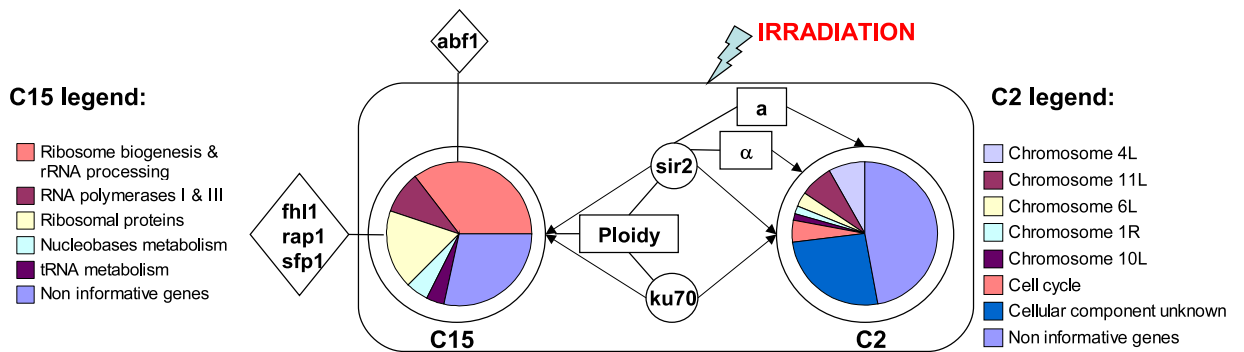 abf1
IRRADIATION
C15 legend:
Ribosome biogenesis &
rRNA processing
RNA polymerases I & III
Ribosomal proteins
Nucleobases metabolism
tRNA metabolism
Non informative genes
fhl1
rap1
sfp1
a
α
sir2
Ploidy
ku70
C15
C2
C2 legend:
Chromosome 4L
Chromosome 11L
Chromosome 6L
Chromosome 1R
Chromosome 10L
Cell cycle
Cellular component unknown
Non informative genes